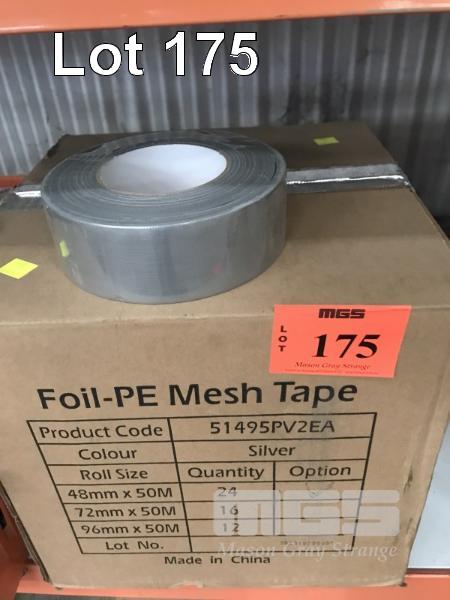 Lot 175
MGS
LOT
175
Mason Gray Strange
Foil-PE Mesh Tape
Product Code 51495PV2EA
Colour Silver
Roll Size Quantity Option
48mm x 50M 24
72mm x 50M 16
96mm x 50M 12
Lot No.
Made in China
MGS
Mason Gray Strange